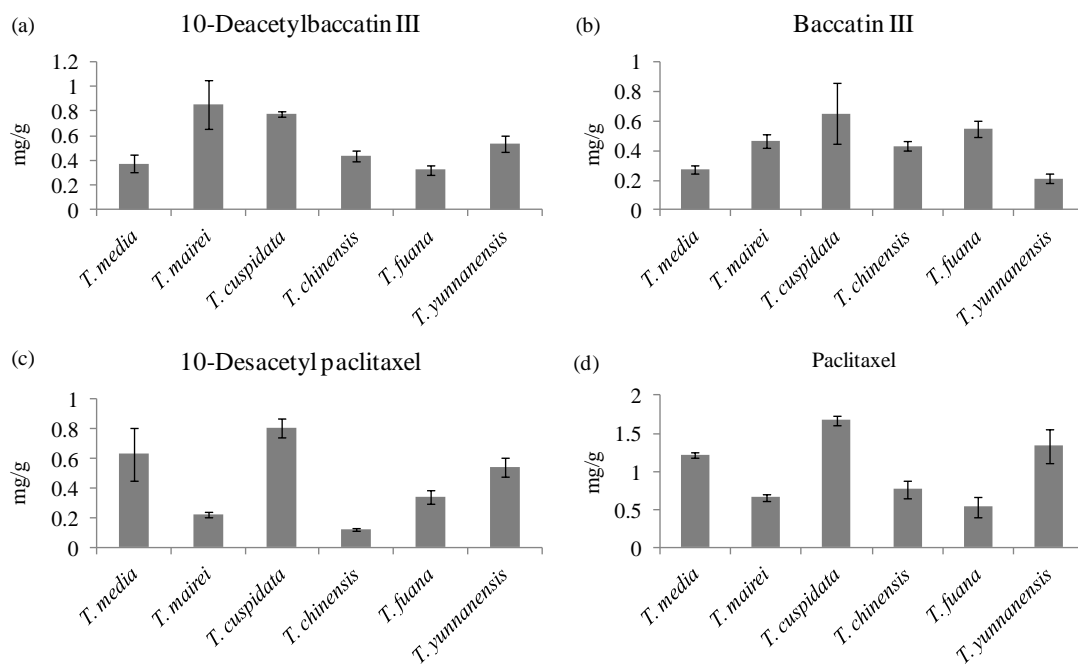 (a)
10-Deacetylbaccatin III
mg/g
1.2
1
0.8
0.6
0.4
0.2
0
T. media
T. mairei
T. cuspidata
T. chinensis
T. fuana
T. yunnanensis
(b)
Baccatin III
mg/g
1
0.8
0.6
0.4
0.2
0
T. media
T. mairei
T. cuspidata
T. chinensis
T. fuana
T. yunnanensis
(c)
10-Desacetyl paclitaxel
mg/g
1
0.8
0.6
0.4
0.2
0
T. media
T. mairei
T. cuspidata
T. chinensis
T. fuana
T. yunnanensis
(d)
Paclitaxel
mg/g
2
1.5
1
0.5
0
T. media
T. mairei
T. cuspidata
T. chinensis
T. fuana
T. yunnanensis